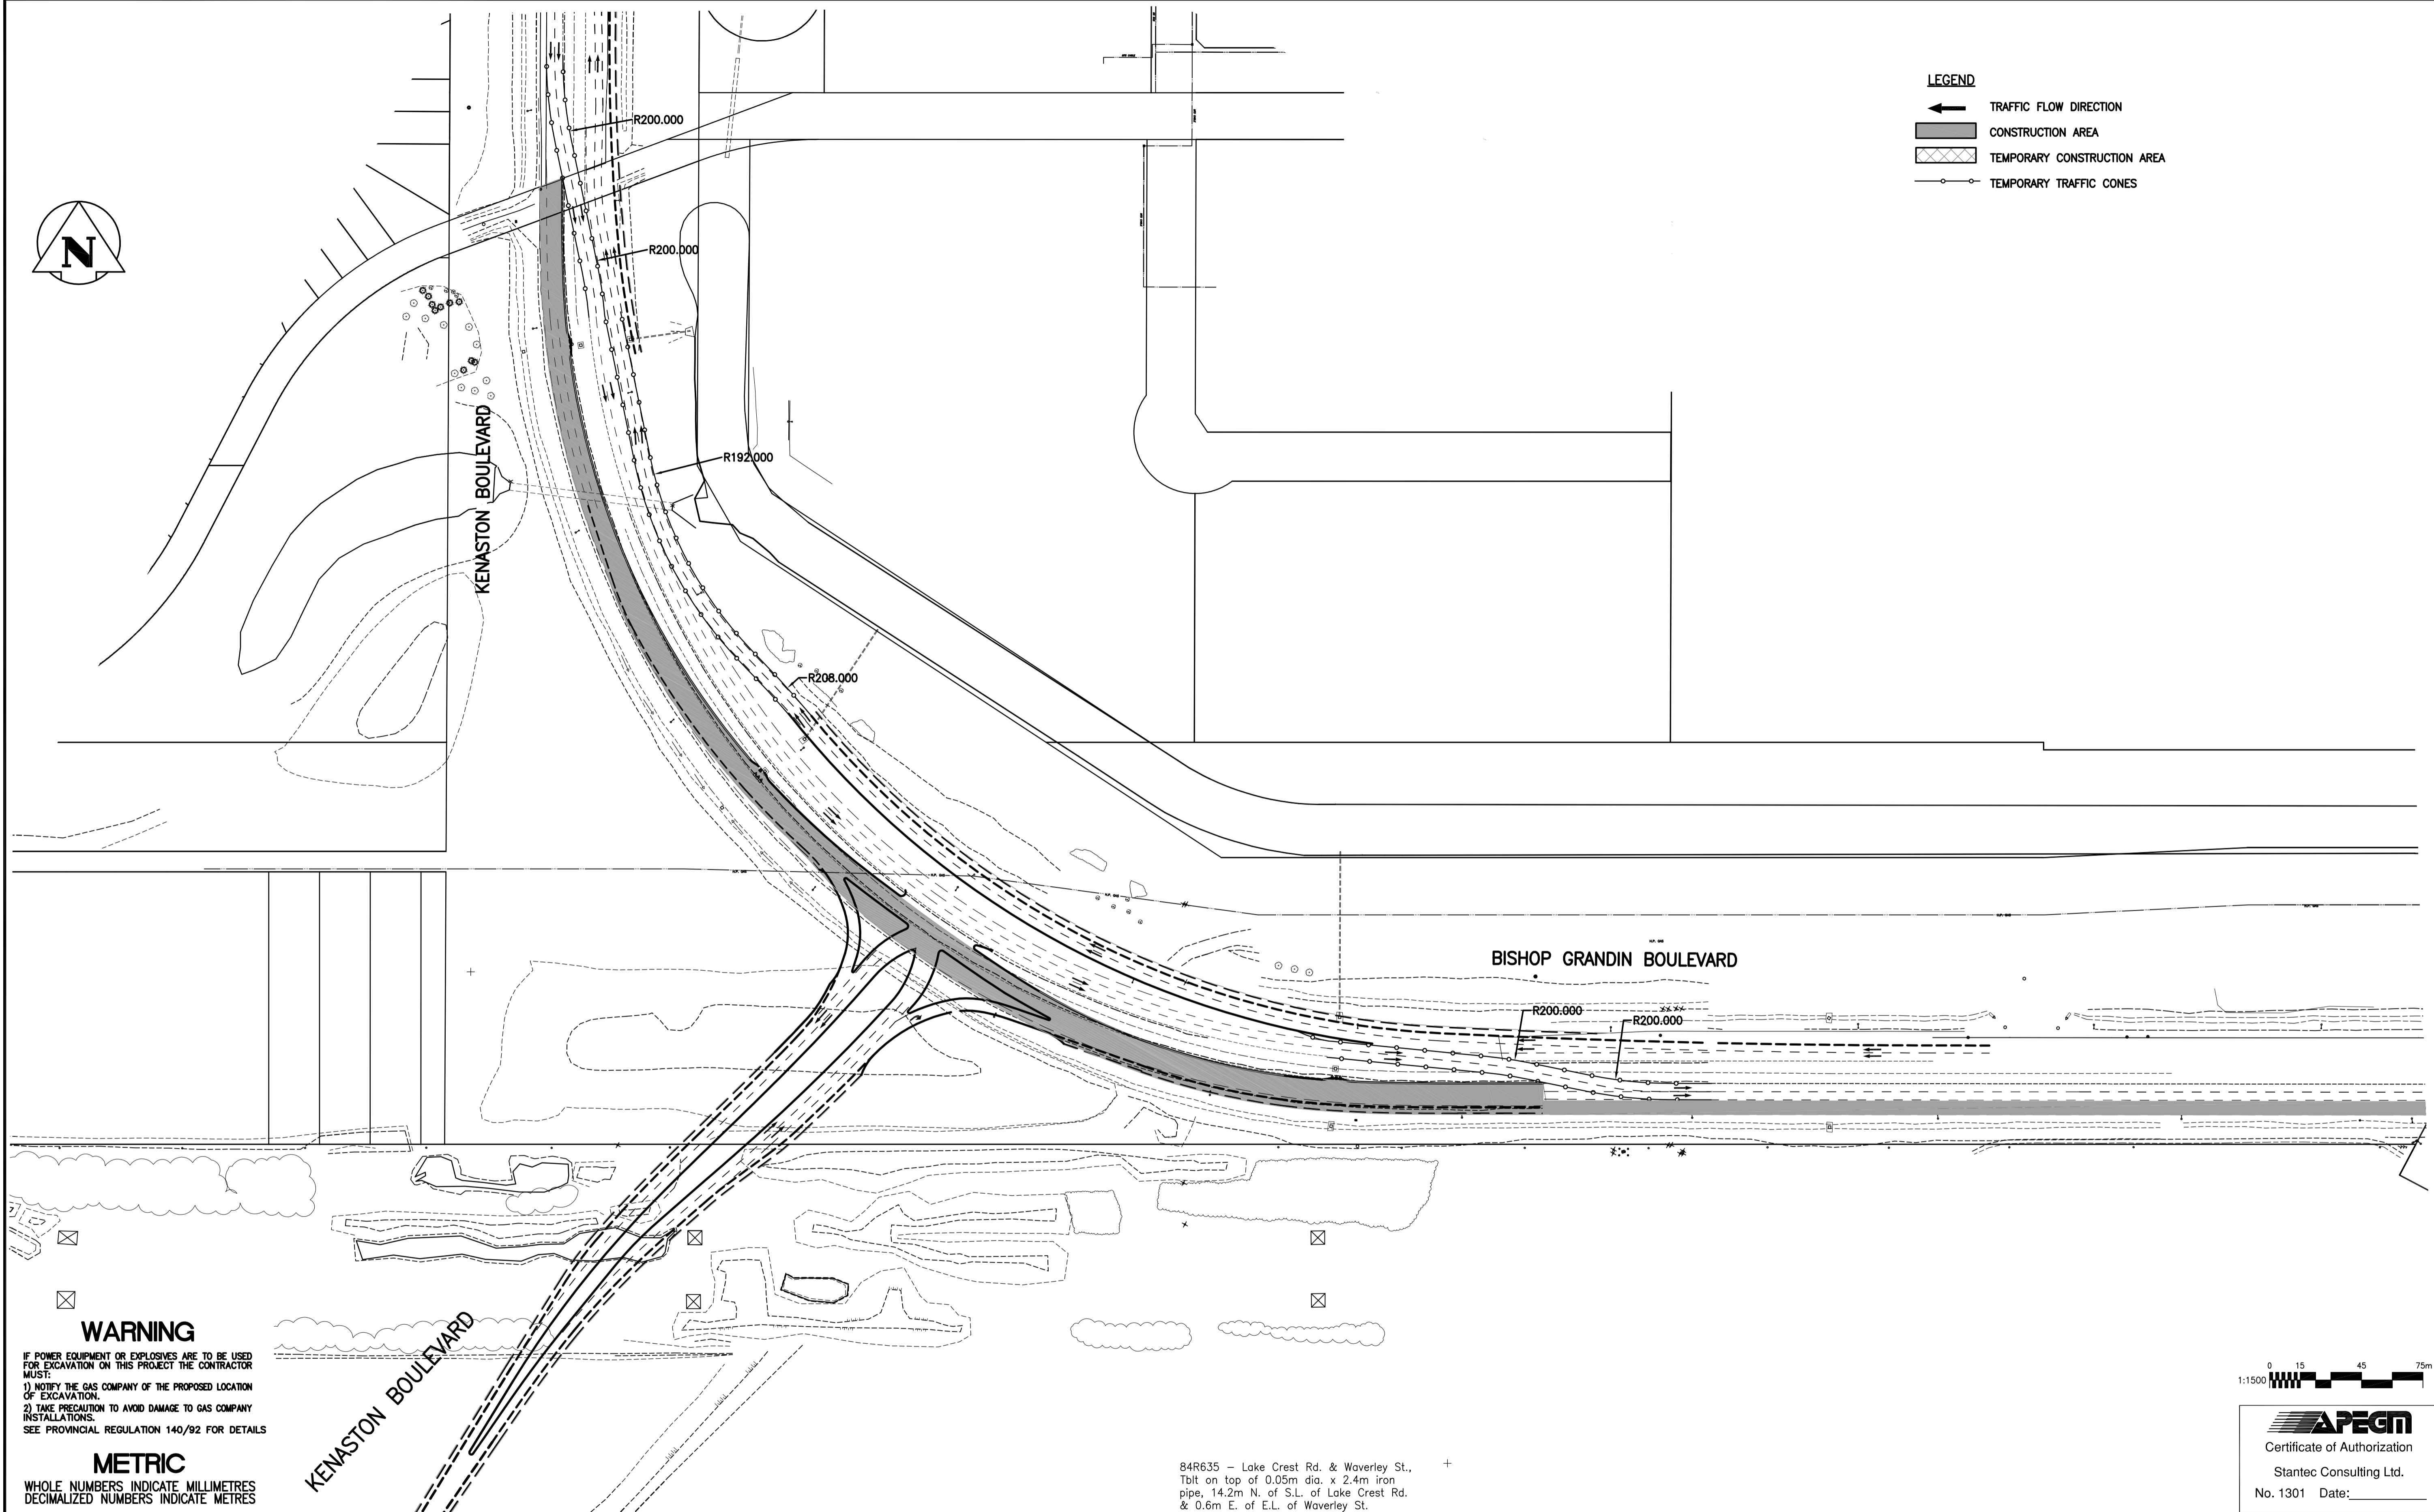 LEGEND
TRAFFIC FLOW DIRECTION
CONSTRUCTION AREA
TEMPORARY CONSTRUCTION AREA
TEMPORARY TRAFFIC CONES
N
R200.000
R200.000
KENASTON BOULEVARD
R192.000
R208.000
H.P. GAS
H.P. GAS
H.P. GAS
H.P. GAS
H.P. GAS
H.P. GAS
BISHOP GRANDIN BOULEVARD
R200.000
R200.000
KENASTON BOULEVARD
WARNING
IF POWER EQUIPMENT OR EXPLOSIVES ARE TO BE USED
FOR EXCAVATION ON THIS PROJECT THE CONTRACTOR
MUST:
1) NOTIFY THE GAS COMPANY OF THE PROPOSED LOCATION
OF EXCAVATION.
2) TAKE PRECAUTION TO AVOID DAMAGE TO GAS COMPANY
INSTALLATIONS.
SEE PROVINCIAL REGULATION 140/92 FOR DETAILS
METRIC
WHOLE NUMBERS INDICATE MILLIMETRES
DECIMALIZED NUMBERS INDICATE METRES
84R635 – Lake Crest Rd. & Waverley St.,
Tblt on top of 0.05m dia. x 2.4m iron
pipe, 14.2m N. of S.L. of Lake Crest Rd.
& 0.6m E. of E.L. of Waverley St.
0 15 45 75m
1:1500
APEGM
Certificate of Authorization
Stantec Consulting Ltd.
No. 1301 Date: